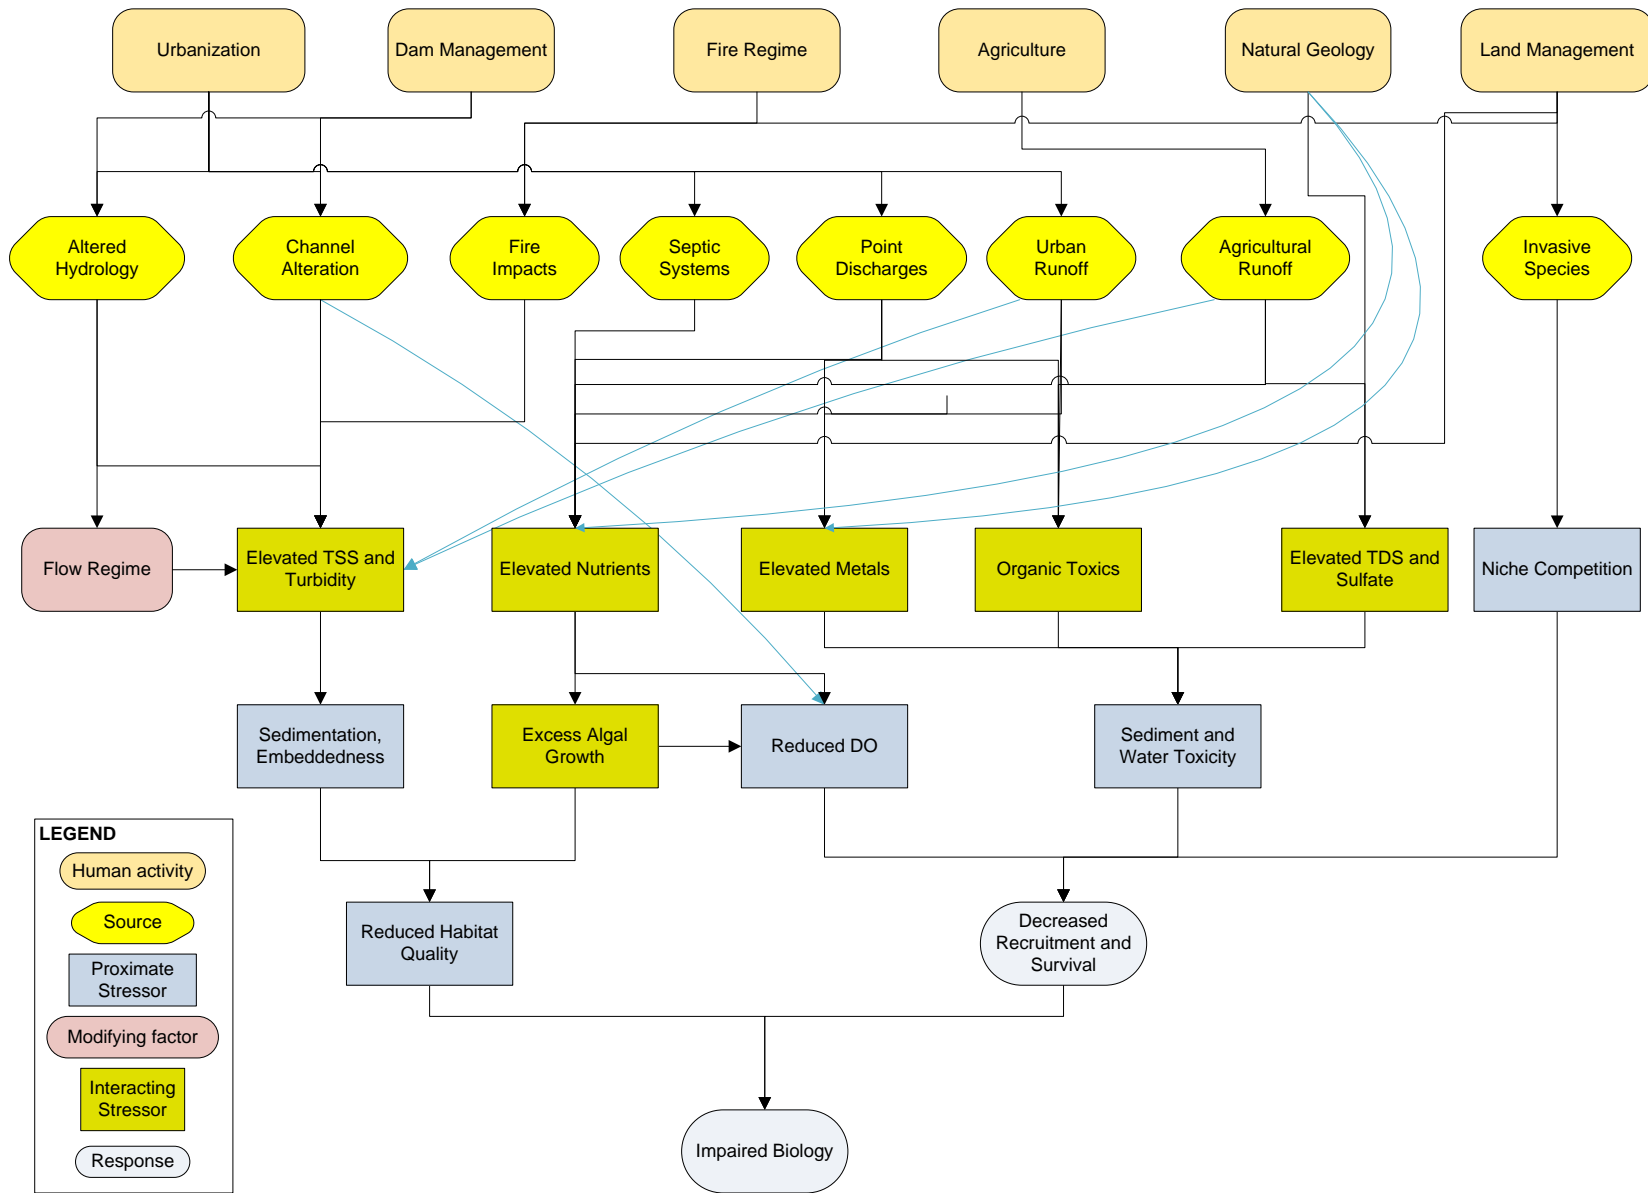 Urbanization
Dam Management
Fire Regime
Agriculture
Natural Geology
Land Management
Altered
Hydrology
Channel
Alteration
Fire
Impacts
Septic
Systems
Point
Discharges
Urban
Runoff
Agricultural
Runoff
Invasive
Species
Flow Regime
Elevated TSS and
Turbidity
Elevated Nutrients
Elevated Metals
Organic Toxics
Elevated TDS and
Sulfate
Niche Competition
Sedimentation,
Embeddedness
Excess Algal
Growth
Reduced DO
Sediment and
Water Toxicity
Reduced Habitat
Quality
Decreased
Recruitment and
Survival
Impaired Biology
LEGEND
Human activity
Source
Proximate
Stressor
Modifying factor
Interacting
Stressor
Response